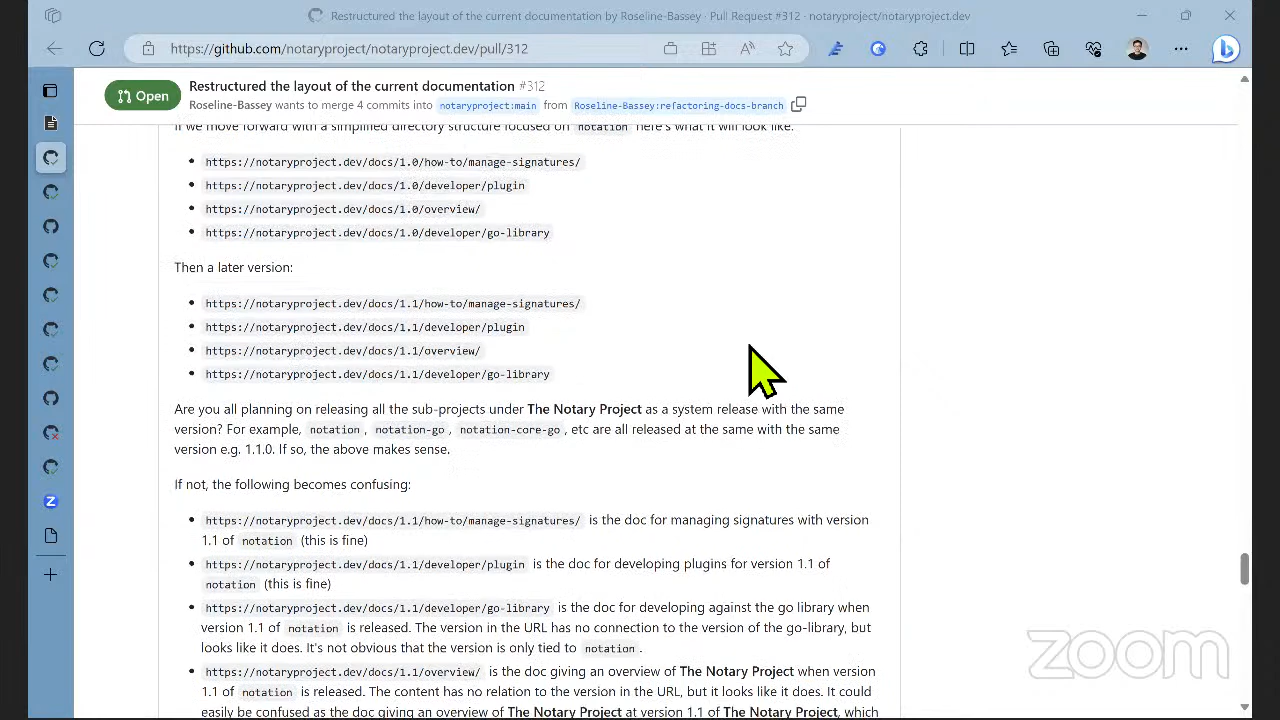 Restructured the layout of the current documentation by Roseline-Bassey · Pull Request #312 · notaryproject/notaryproject.dev
https://github.com/notaryproject/notaryproject.dev/pull/312
Open
Restructured the layout of the current documentation #312
Roseline-Bassey wants to merge 4 commits into notaryproject:main from Roseline-Bassey:refactoring-docs-branch
If we move forward with a simplified directory structure focused on notation here's what it will look like:
https://notaryproject.dev/docs/1.0/how-to/manage-signatures/
https://notaryproject.dev/docs/1.0/developer/plugin
https://notaryproject.dev/docs/1.0/overview/
https://notaryproject.dev/docs/1.0/developer/go-library
Then a later version:
https://notaryproject.dev/docs/1.1/how-to/manage-signatures/
https://notaryproject.dev/docs/1.1/developer/plugin
https://notaryproject.dev/docs/1.1/overview/
https://notaryproject.dev/docs/1.1/developer/go-library
Are you all planning on releasing all the sub-projects under The Notary Project as a system release with the same
version? For example, notation, notation-go, notation-core-go, etc are all released at the same with the same
version e.g. 1.1.0. If so, the above makes sense.
If not, the following becomes confusing:
https://notaryproject.dev/docs/1.1/how-to/manage-signatures/ is the doc for managing signatures with version
1.1 of notation (this is fine)
https://notaryproject.dev/docs/1.1/developer/plugin is the doc for developing plugins for version 1.1 of
notation (this is fine)
https://notaryproject.dev/docs/1.1/developer/go-library is the doc for developing against the go library when
version 1.1 of notation is released. The version in the URL has no connection to the version of the go-library, but
looks like it does. It's not obvious that the version is only tied to notation.
https://notaryproject.dev/docs/1.1/overview/ is the doc giving an overview of The Notary Project when version
1.1 of notation is released. The content has no relation to the version in the URL, but it looks like it does. It could
easily be confused as the doc giving an overview of The Notary Project at version 1.1 of The Notary Project, which
zoom